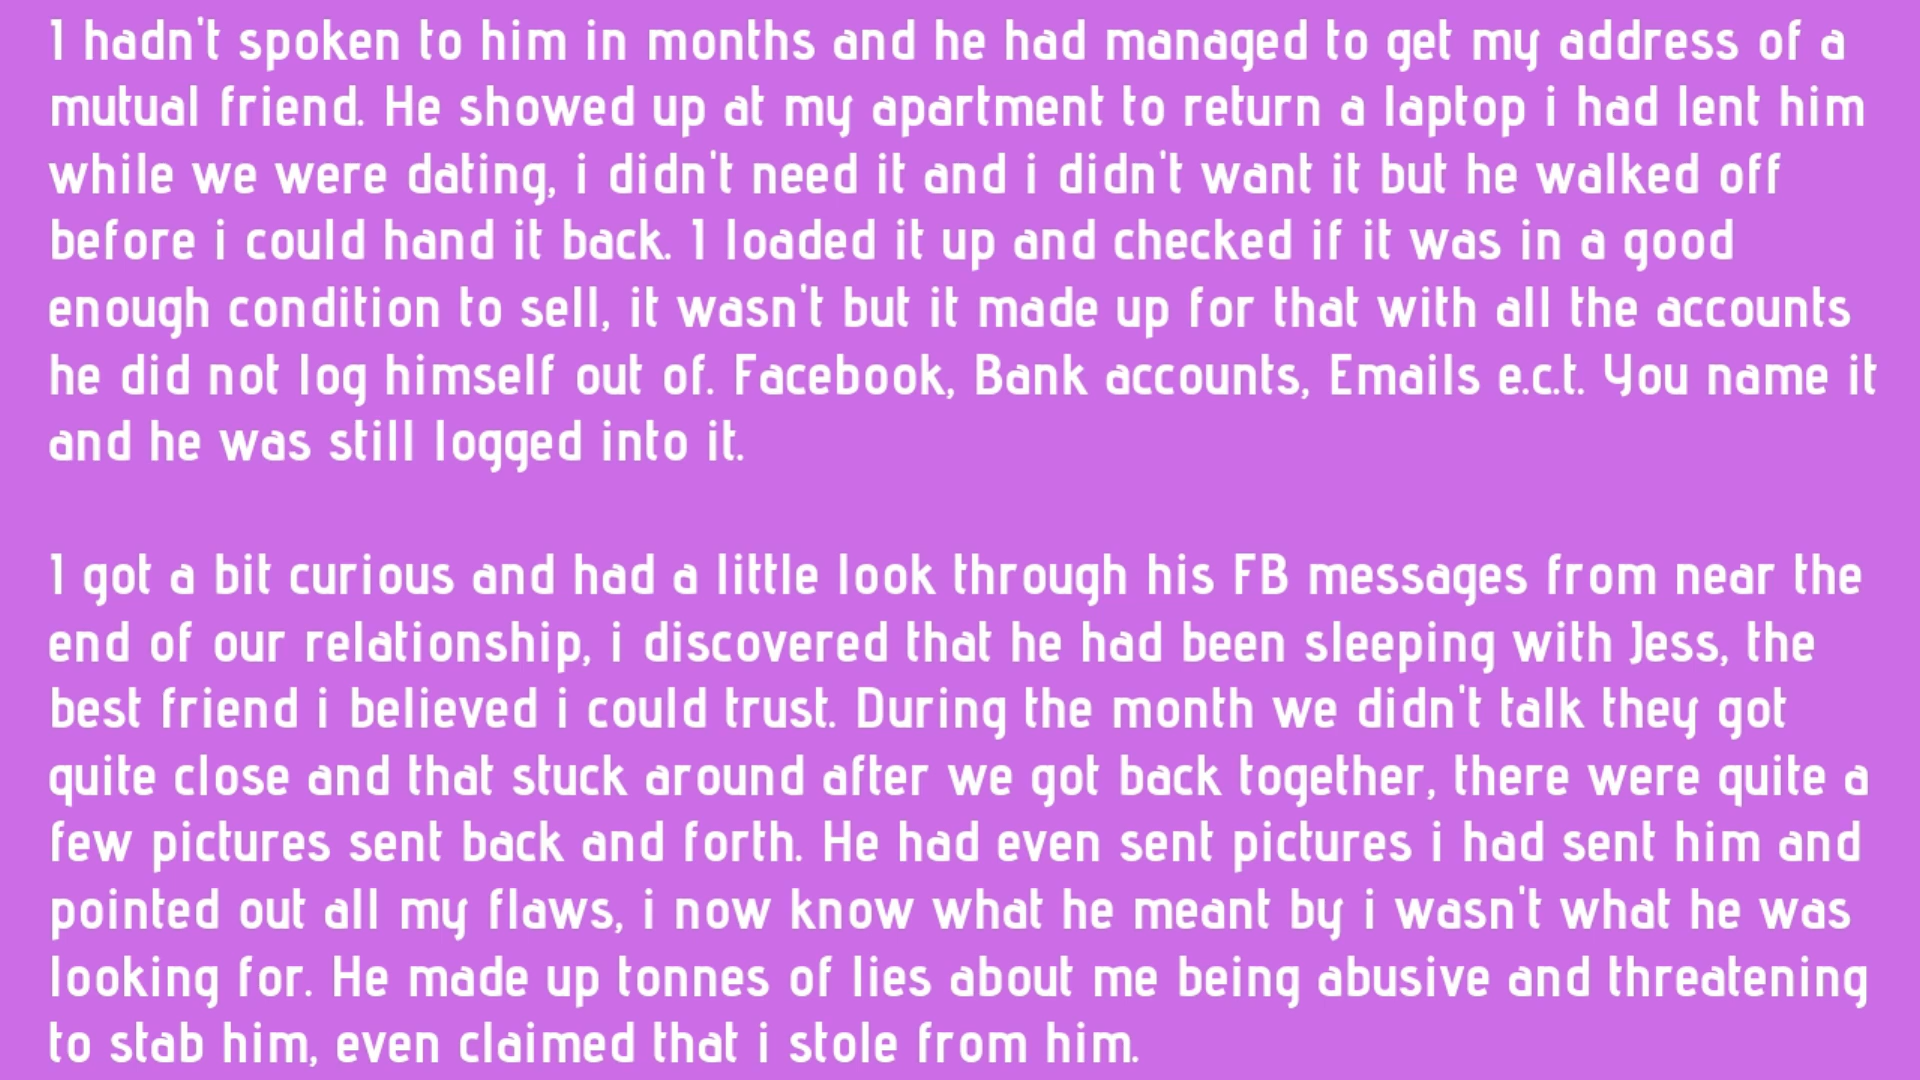 I hadn't spoken to him in months and he had managed to get my address of a
mutual friend. He showed up at my apartment to return a laptop i had lent him
while we were dating, i didn't need it and i didn't want it but he walked off
before i could hand it back. I loaded it up and checked if it was in a good
enough condition to sell, it wasn't but it made up for that with all the accounts
he did not log himself out of. Facebook, Bank accounts, Emails e.c.t. You name it
and he was still logged into it.
I got a bit curious and had a little look through his FB messages from near the
end of our relationship, i discovered that he had been sleeping with Jess, the
best friend i believed i could trust. During the month we didn't talk they got
quite close and that stuck around after we got back together, there were quite a
few pictures sent back and forth. He had even sent pictures i had sent him and
pointed out all my flaws, i now know what he meant by i wasn't what he was
looking for. He made up tonnes of lies about me being abusive and threatening
to stab him, even claimed that i stole from him.